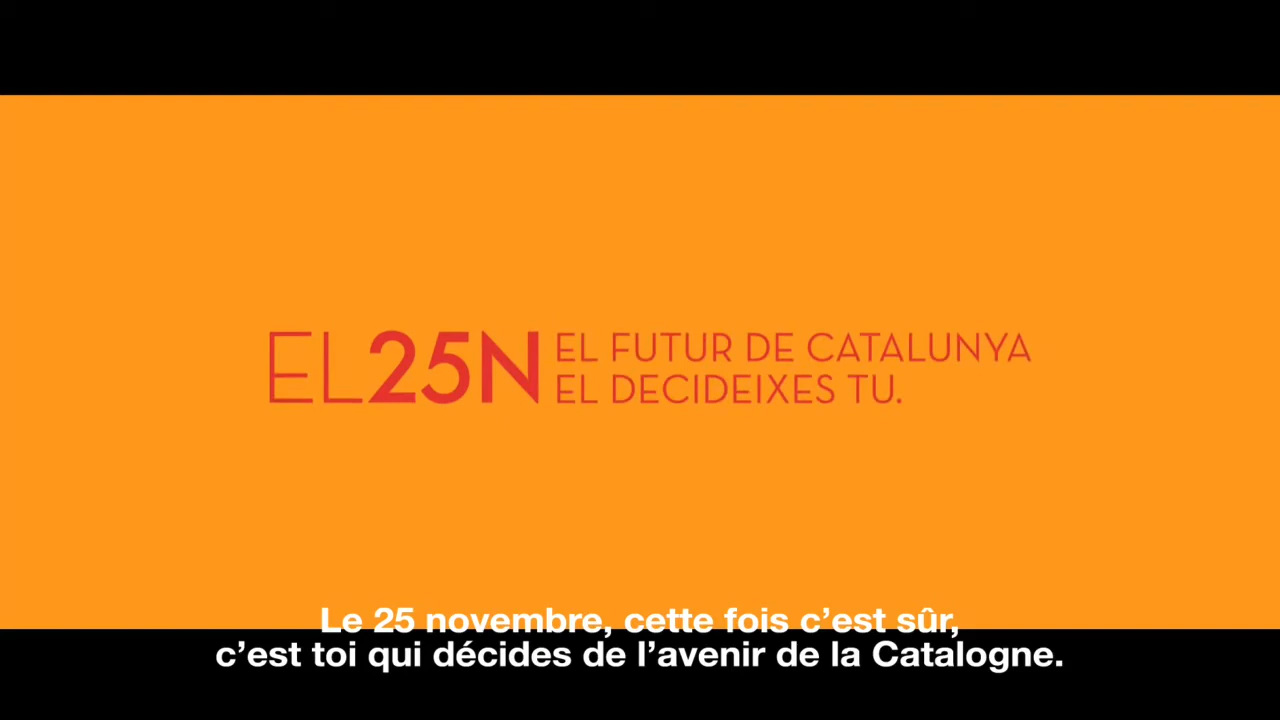 EL25N
EL FUTUR DE CATALUNYA
EL DECIDEIXES TU.
Le 25 novembre, cette fois c’est sûr,
c’est toi qui décides de l’avenir de la Catalogne.